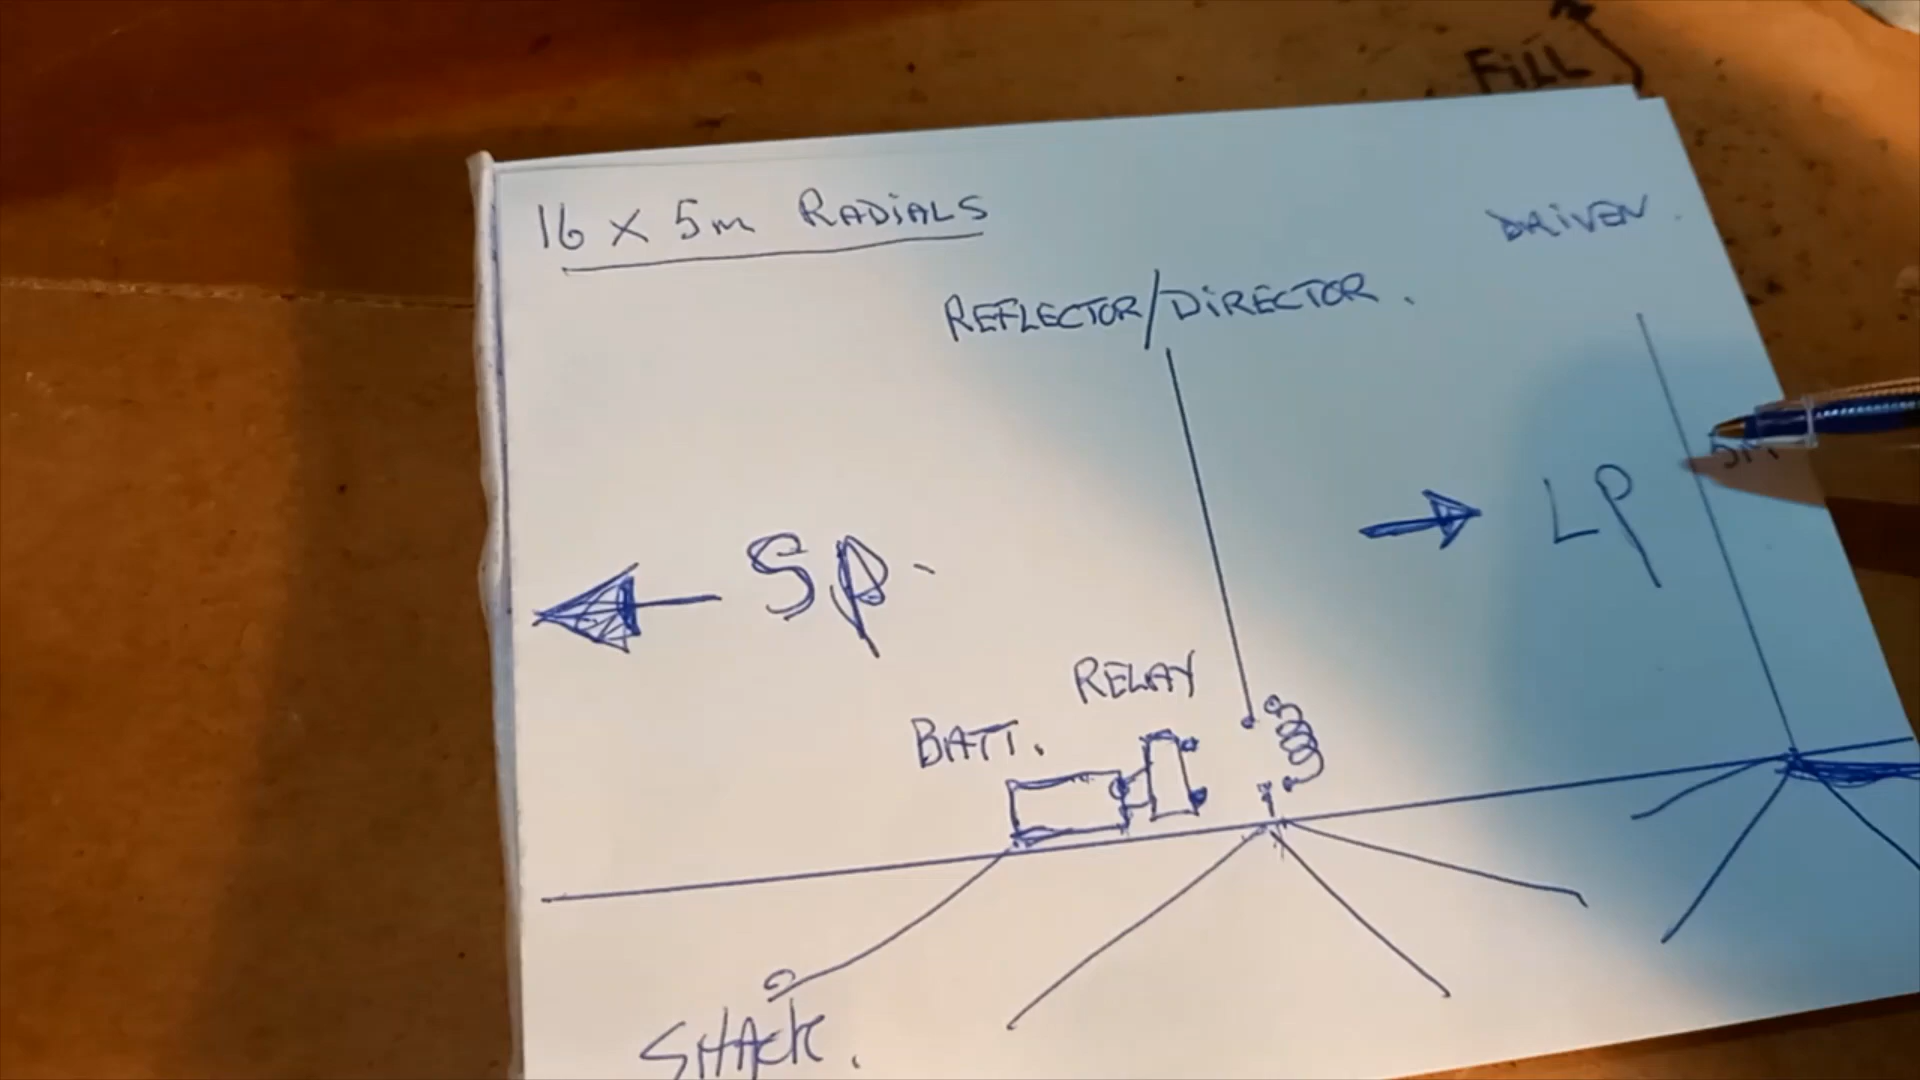 FILL
16 X 5m RADIALS
DRIVEN.
REFLECTOR/DIRECTOR.
LP
SP.
RELAY
BATT.
SHACK.